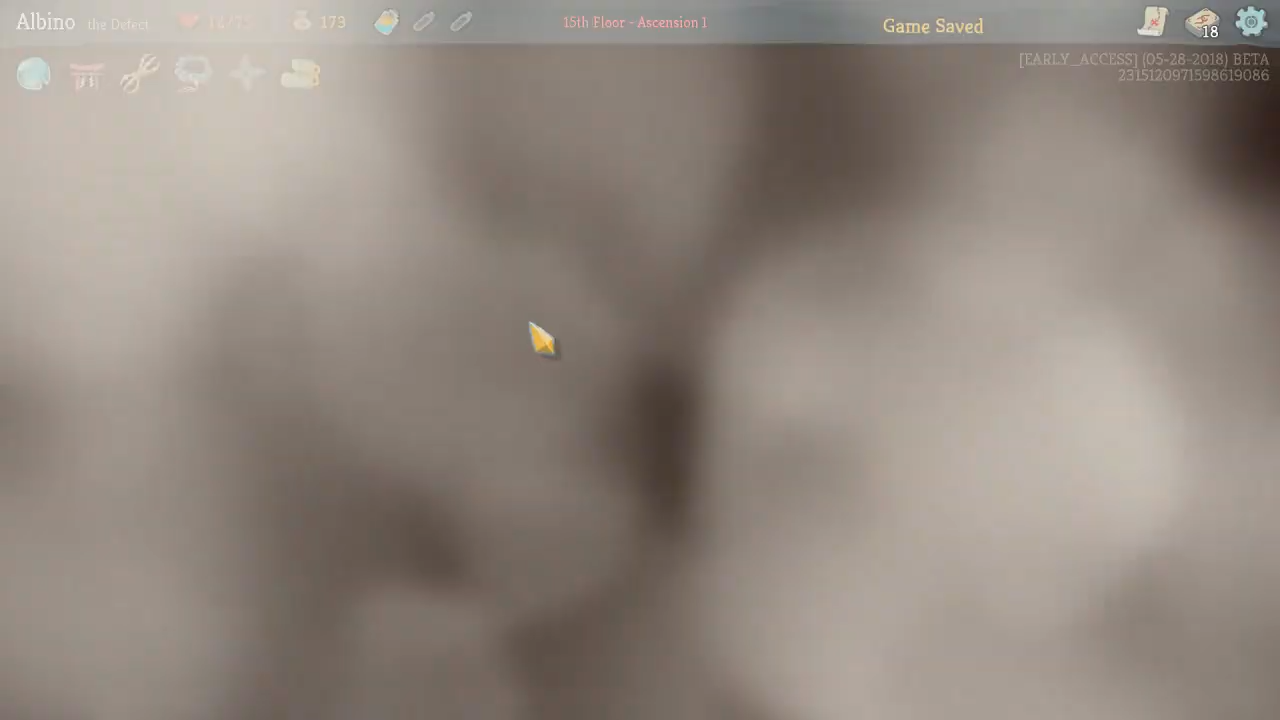 Albino the Defect 173 15th Floor - Ascension 1 Game Saved 18
[EARLY_ACCESS] (05-28-2018) BETA
2315120971598619086